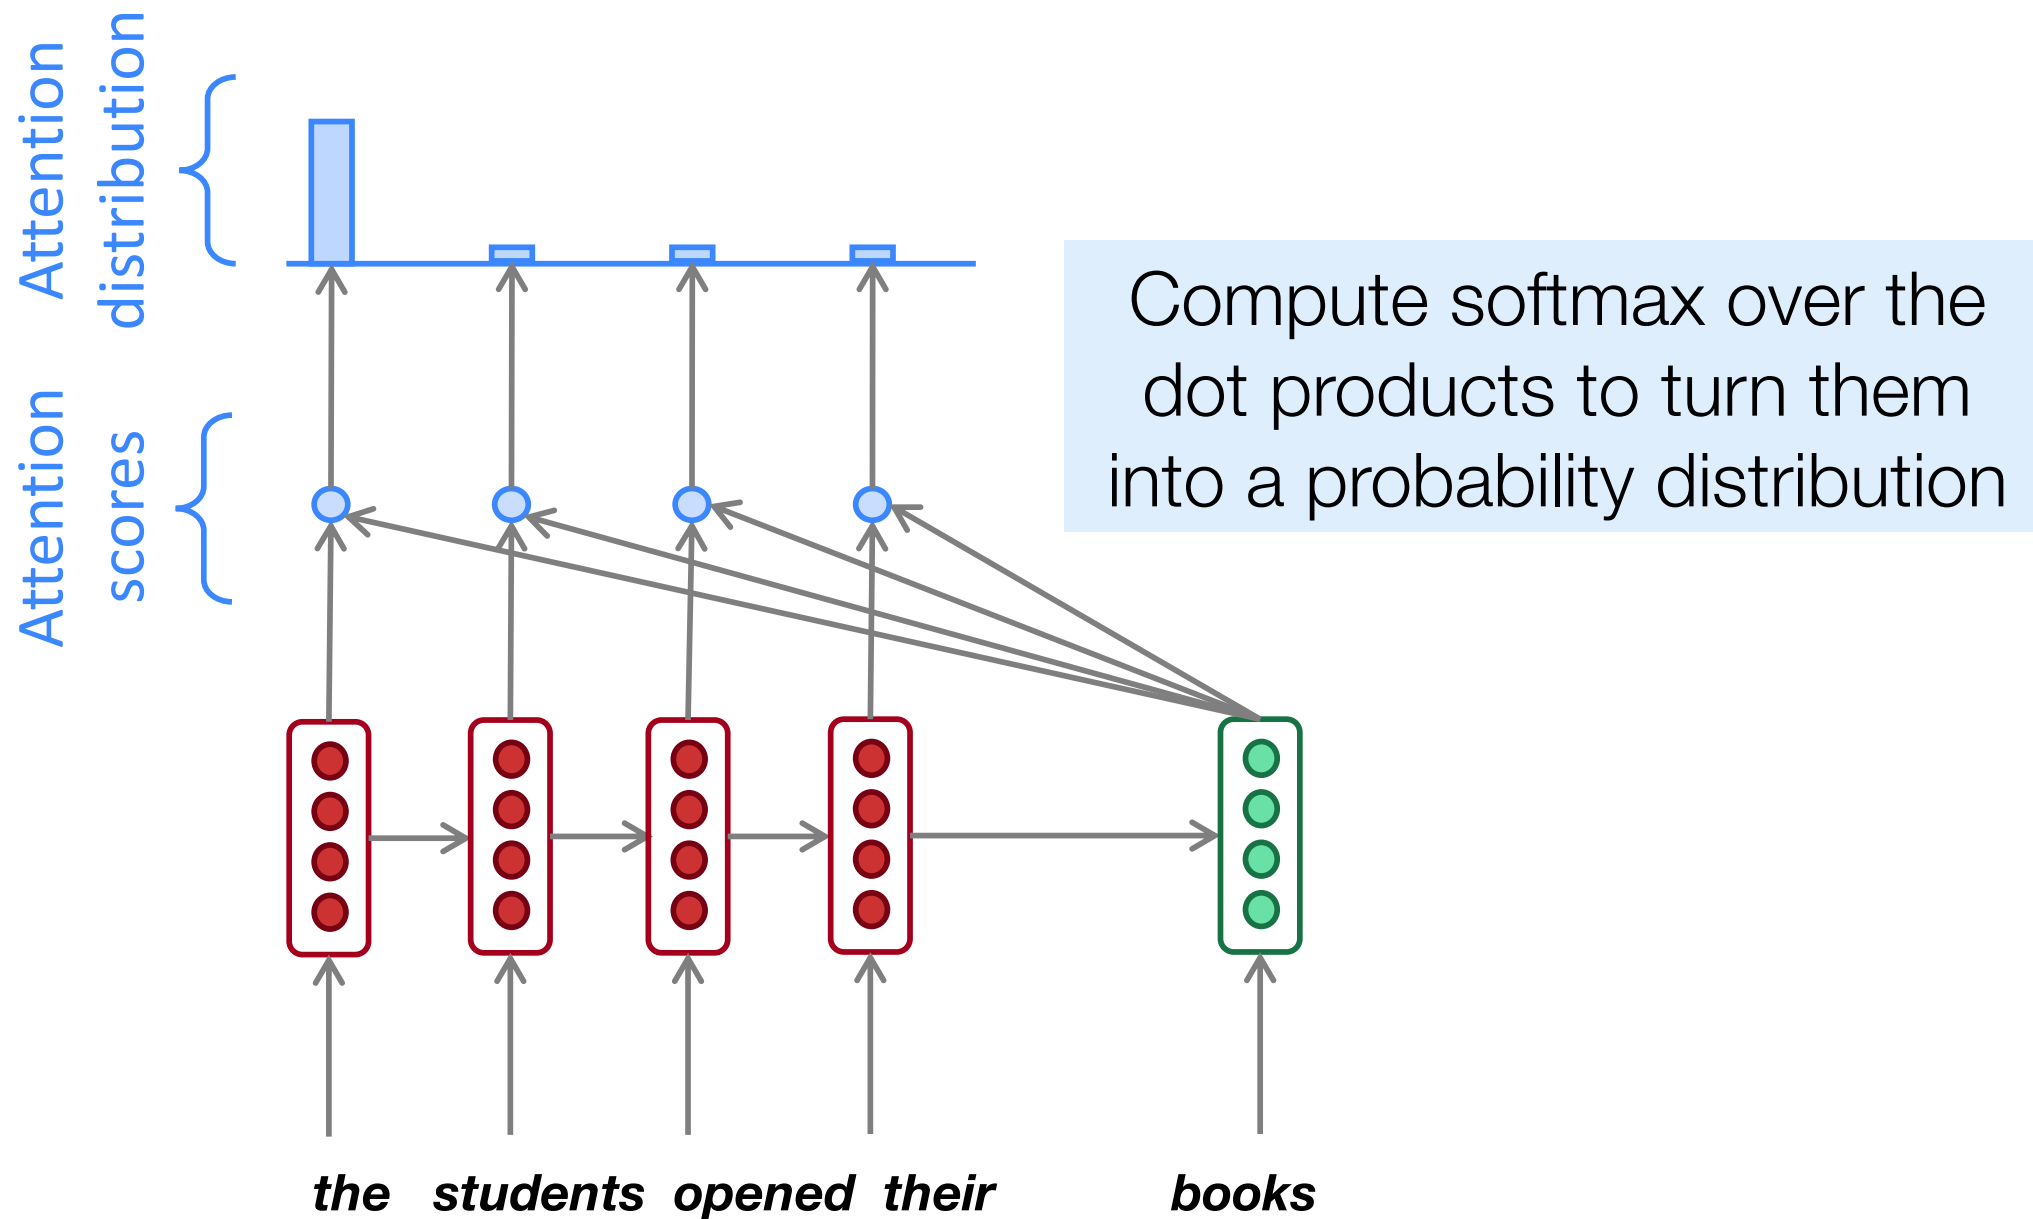 Attention
distribution
Attention
scores
Compute softmax over the
dot products to turn them
into a probability distribution
the students opened their books